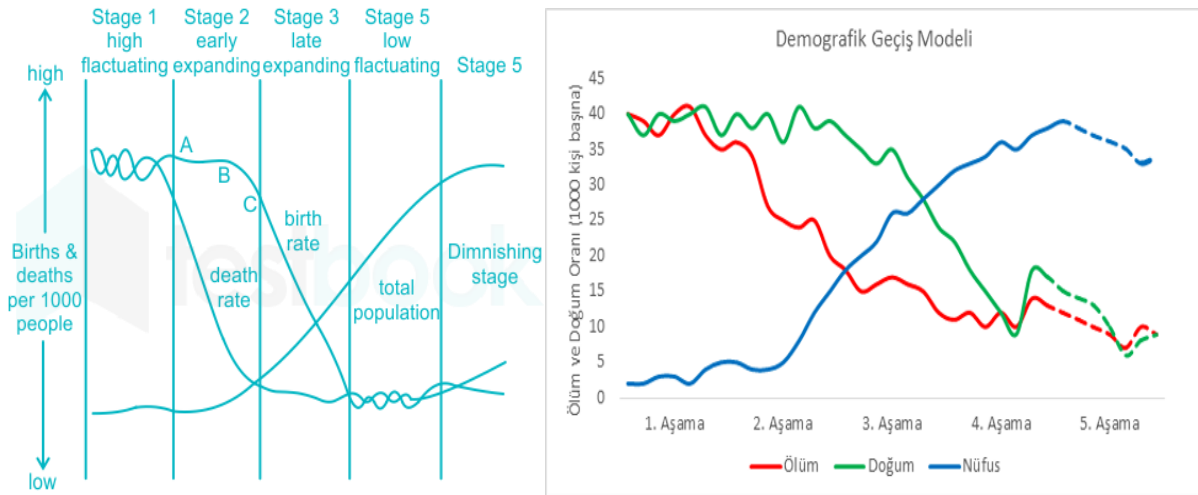 Stage 1
high
flactuating
Stage 2
early
expanding
Stage 3
late
expanding
Stage 5
low
flactuating
Stage 5
high
Births &
deaths
per 1000
people
low
A
B
C
birth
rate
death
rate
total
population
Dimnishing
stage
testbook
Demografik Geçiş Modeli
Ölüm ve Doğum Oranı (1000 kişi başına)
45
40
35
30
25
20
15
10
5
0
1. Aşama
2. Aşama
3. Aşama
4. Aşama
5. Aşama
Ölüm
Doğum
Nüfus